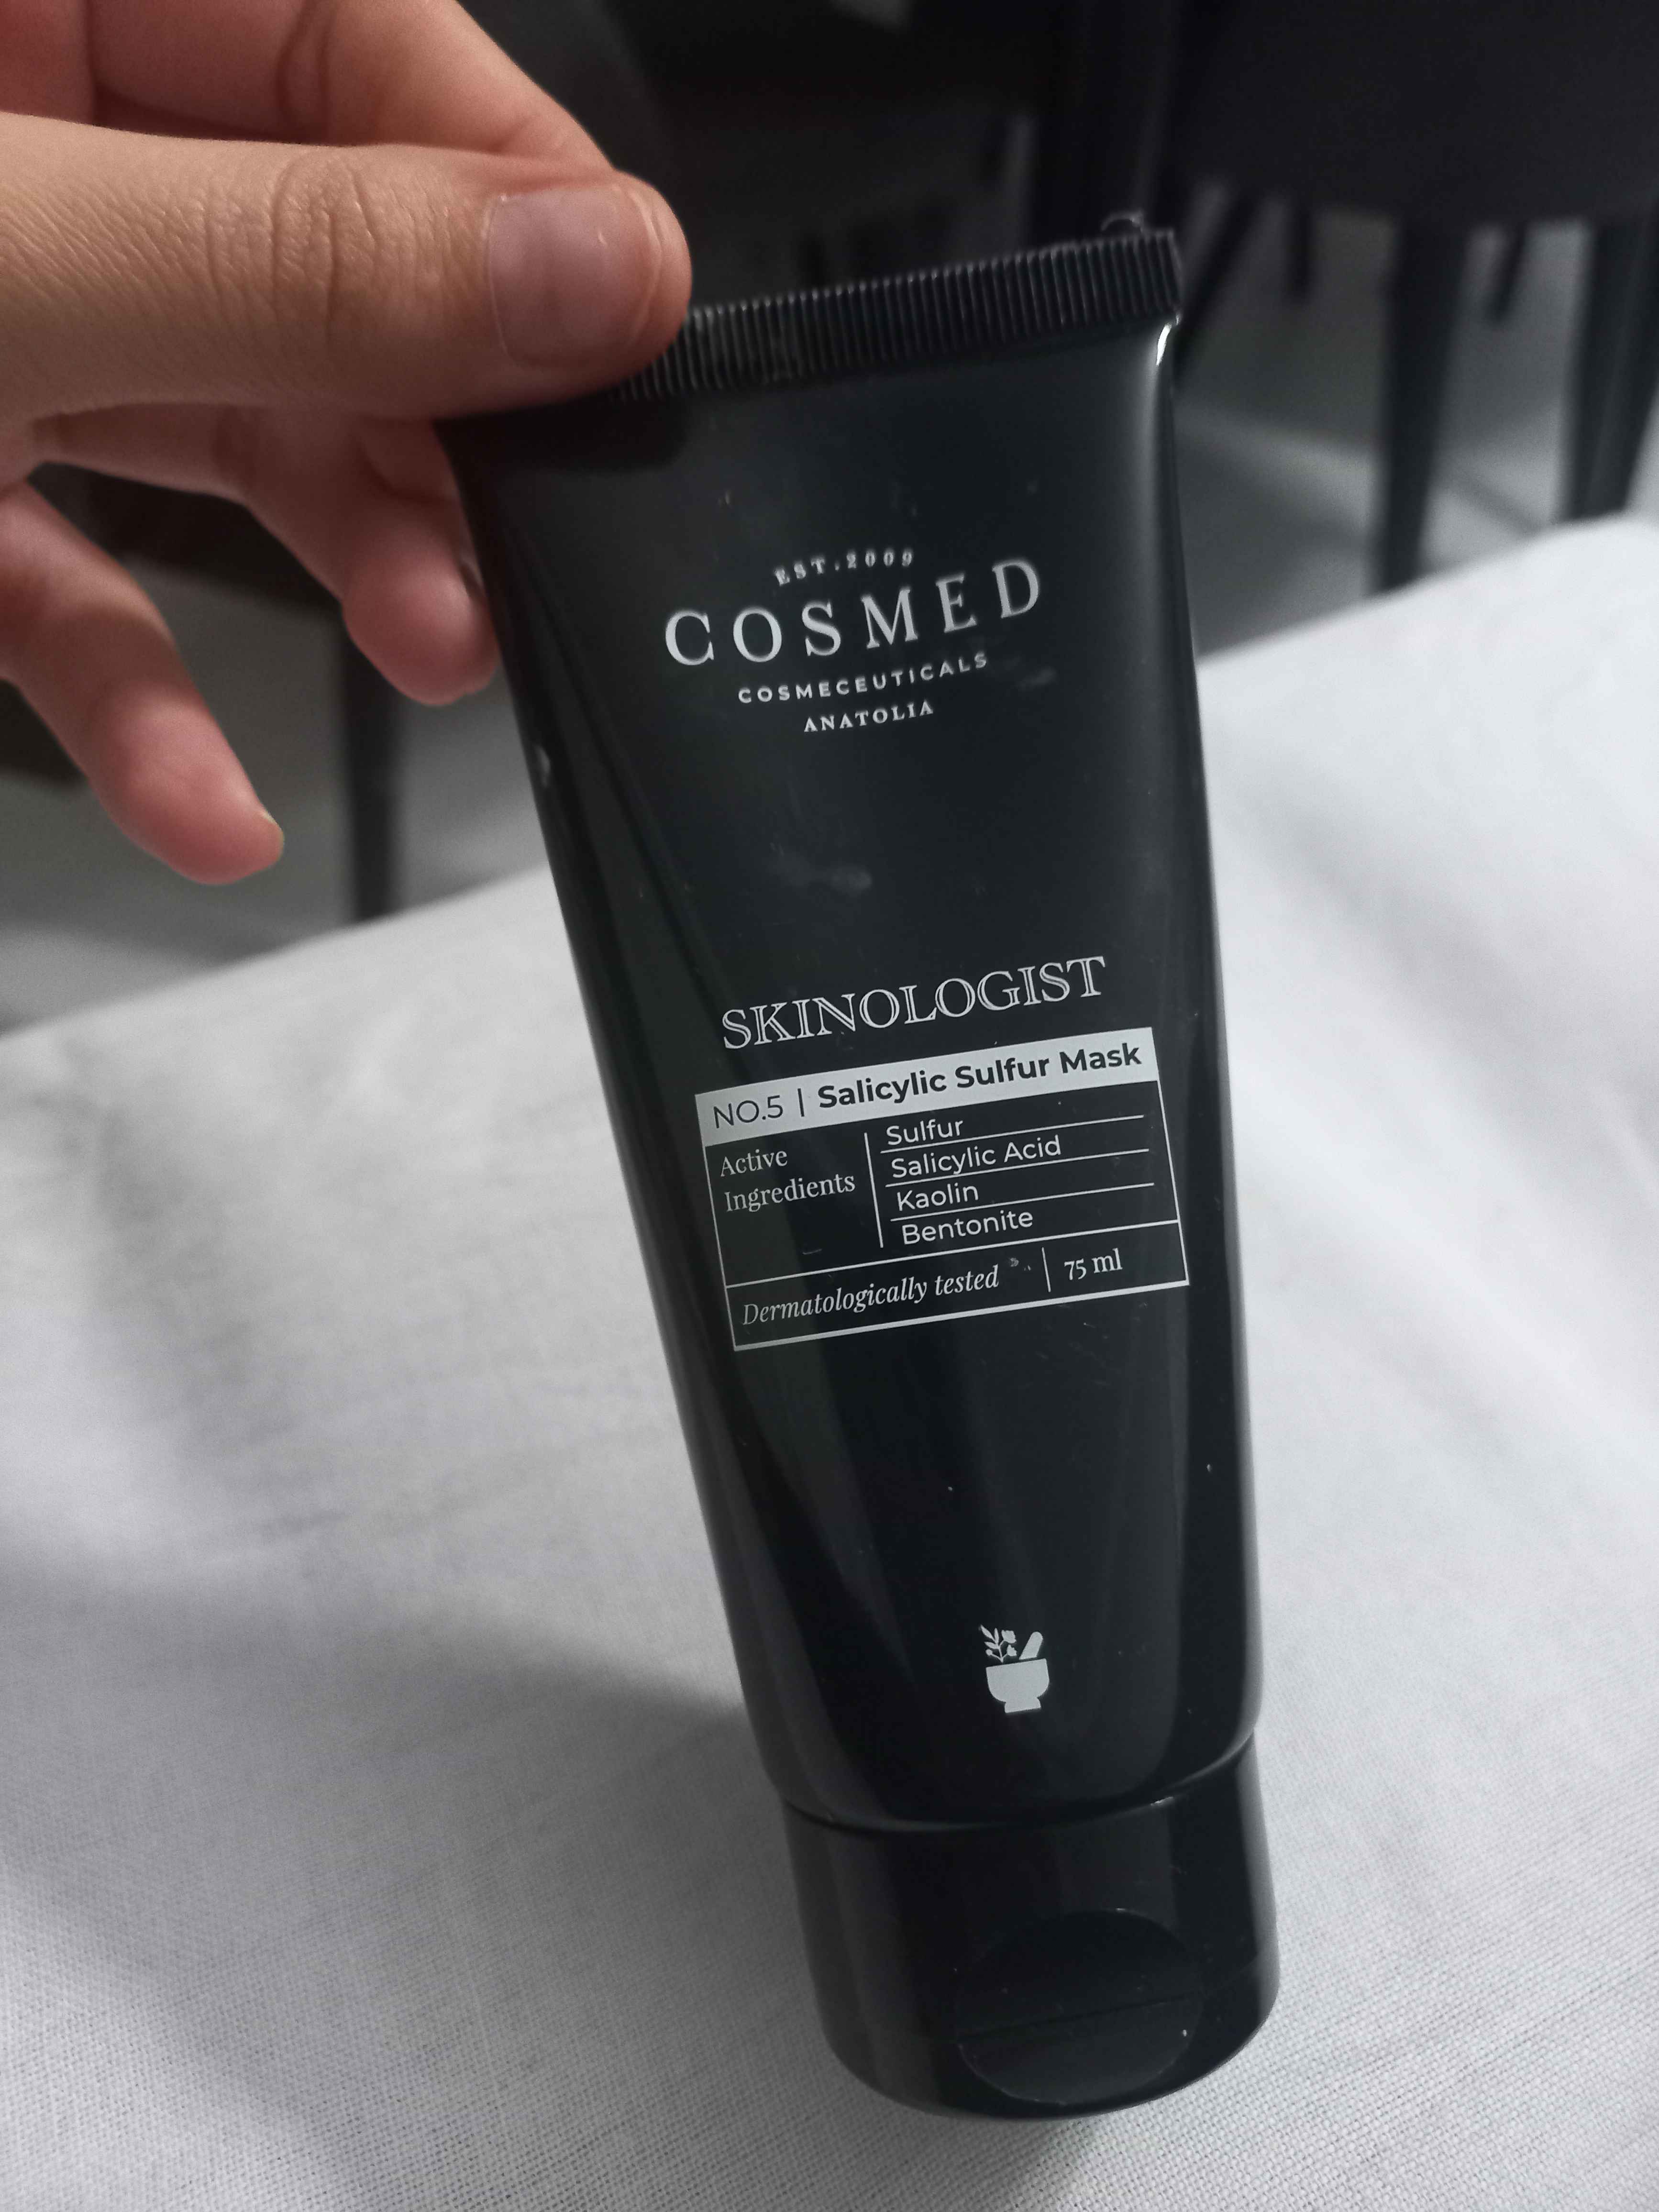 EST.2009
COSMED
COSMECEUTICALS
ANATOLIA
SKINOLOGIST
NO.5 | Salicylic Sulfur Mask
Active
Ingredients
Sulfur
Salicylic Acid
Kaolin
Bentonite
Dermatologically tested | 75 ml